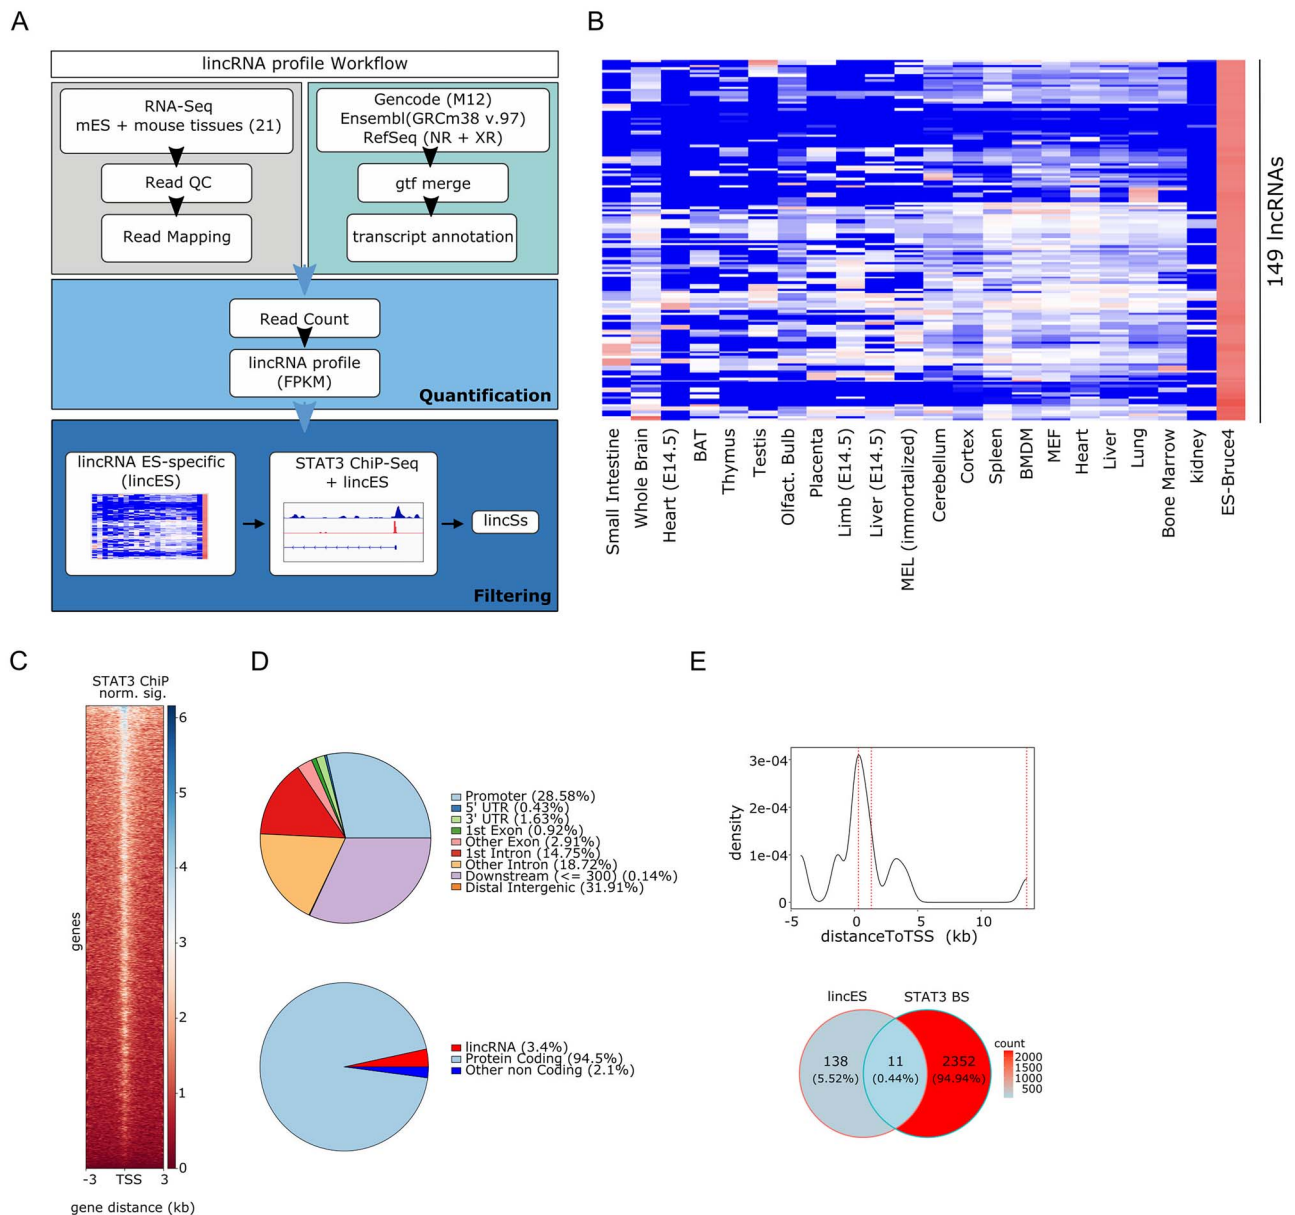 A
lincRNA profile Workflow
RNA-Seq
mES + mouse tissues (21)
Read QC
Read Mapping
Gencode (M12)
Ensembl(GRCm38 v.97)
RefSeq (NR + XR)
gtf merge
transcript annotation
Read Count
lincRNA profile
(FPKM)
Quantification
lincRNA ES-specific
(lincES)
STAT3 ChIP-Seq
+ lincES
lincSs
Filtering
B
149 lncRNAs
Small Intestine
Whole Brain
Heart (E14.5)
BAT
Thymus
Testis
Olfact. Bulb
Placenta
Limb (E14.5)
Liver (E14.5)
MEL (immortalized)
Cerebellum
Cortex
Spleen
BMDM
MEF
Heart
Liver
Lung
Bone Marrow
kidney
ES-Bruce4
C
STAT3 ChiP
norm. sig.
6
5
4
3
2
1
0
genes
-3 TSS 3
gene distance (kb)
D
Promoter (28.58%)
5' UTR (0.43%)
3' UTR (1.63%)
1st Exon (0.92%)
Other Exon (2.91%)
1st Intron (14.75%)
Other Intron (18.72%)
Downstream (<= 300) (0.14%)
Distal Intergenic (31.91%)
lincRNA (3.4%)
Protein Coding (94.5%)
Other non Coding (2.1%)
E
3e-04
2e-04
1e-04
0
density
-5 0 5 10
distanceToTSS (kb)
lincES STAT3 BS
138
(5.52%)
11
(0.44%)
2352
(94.94%)
count
2000
1500
1000
500